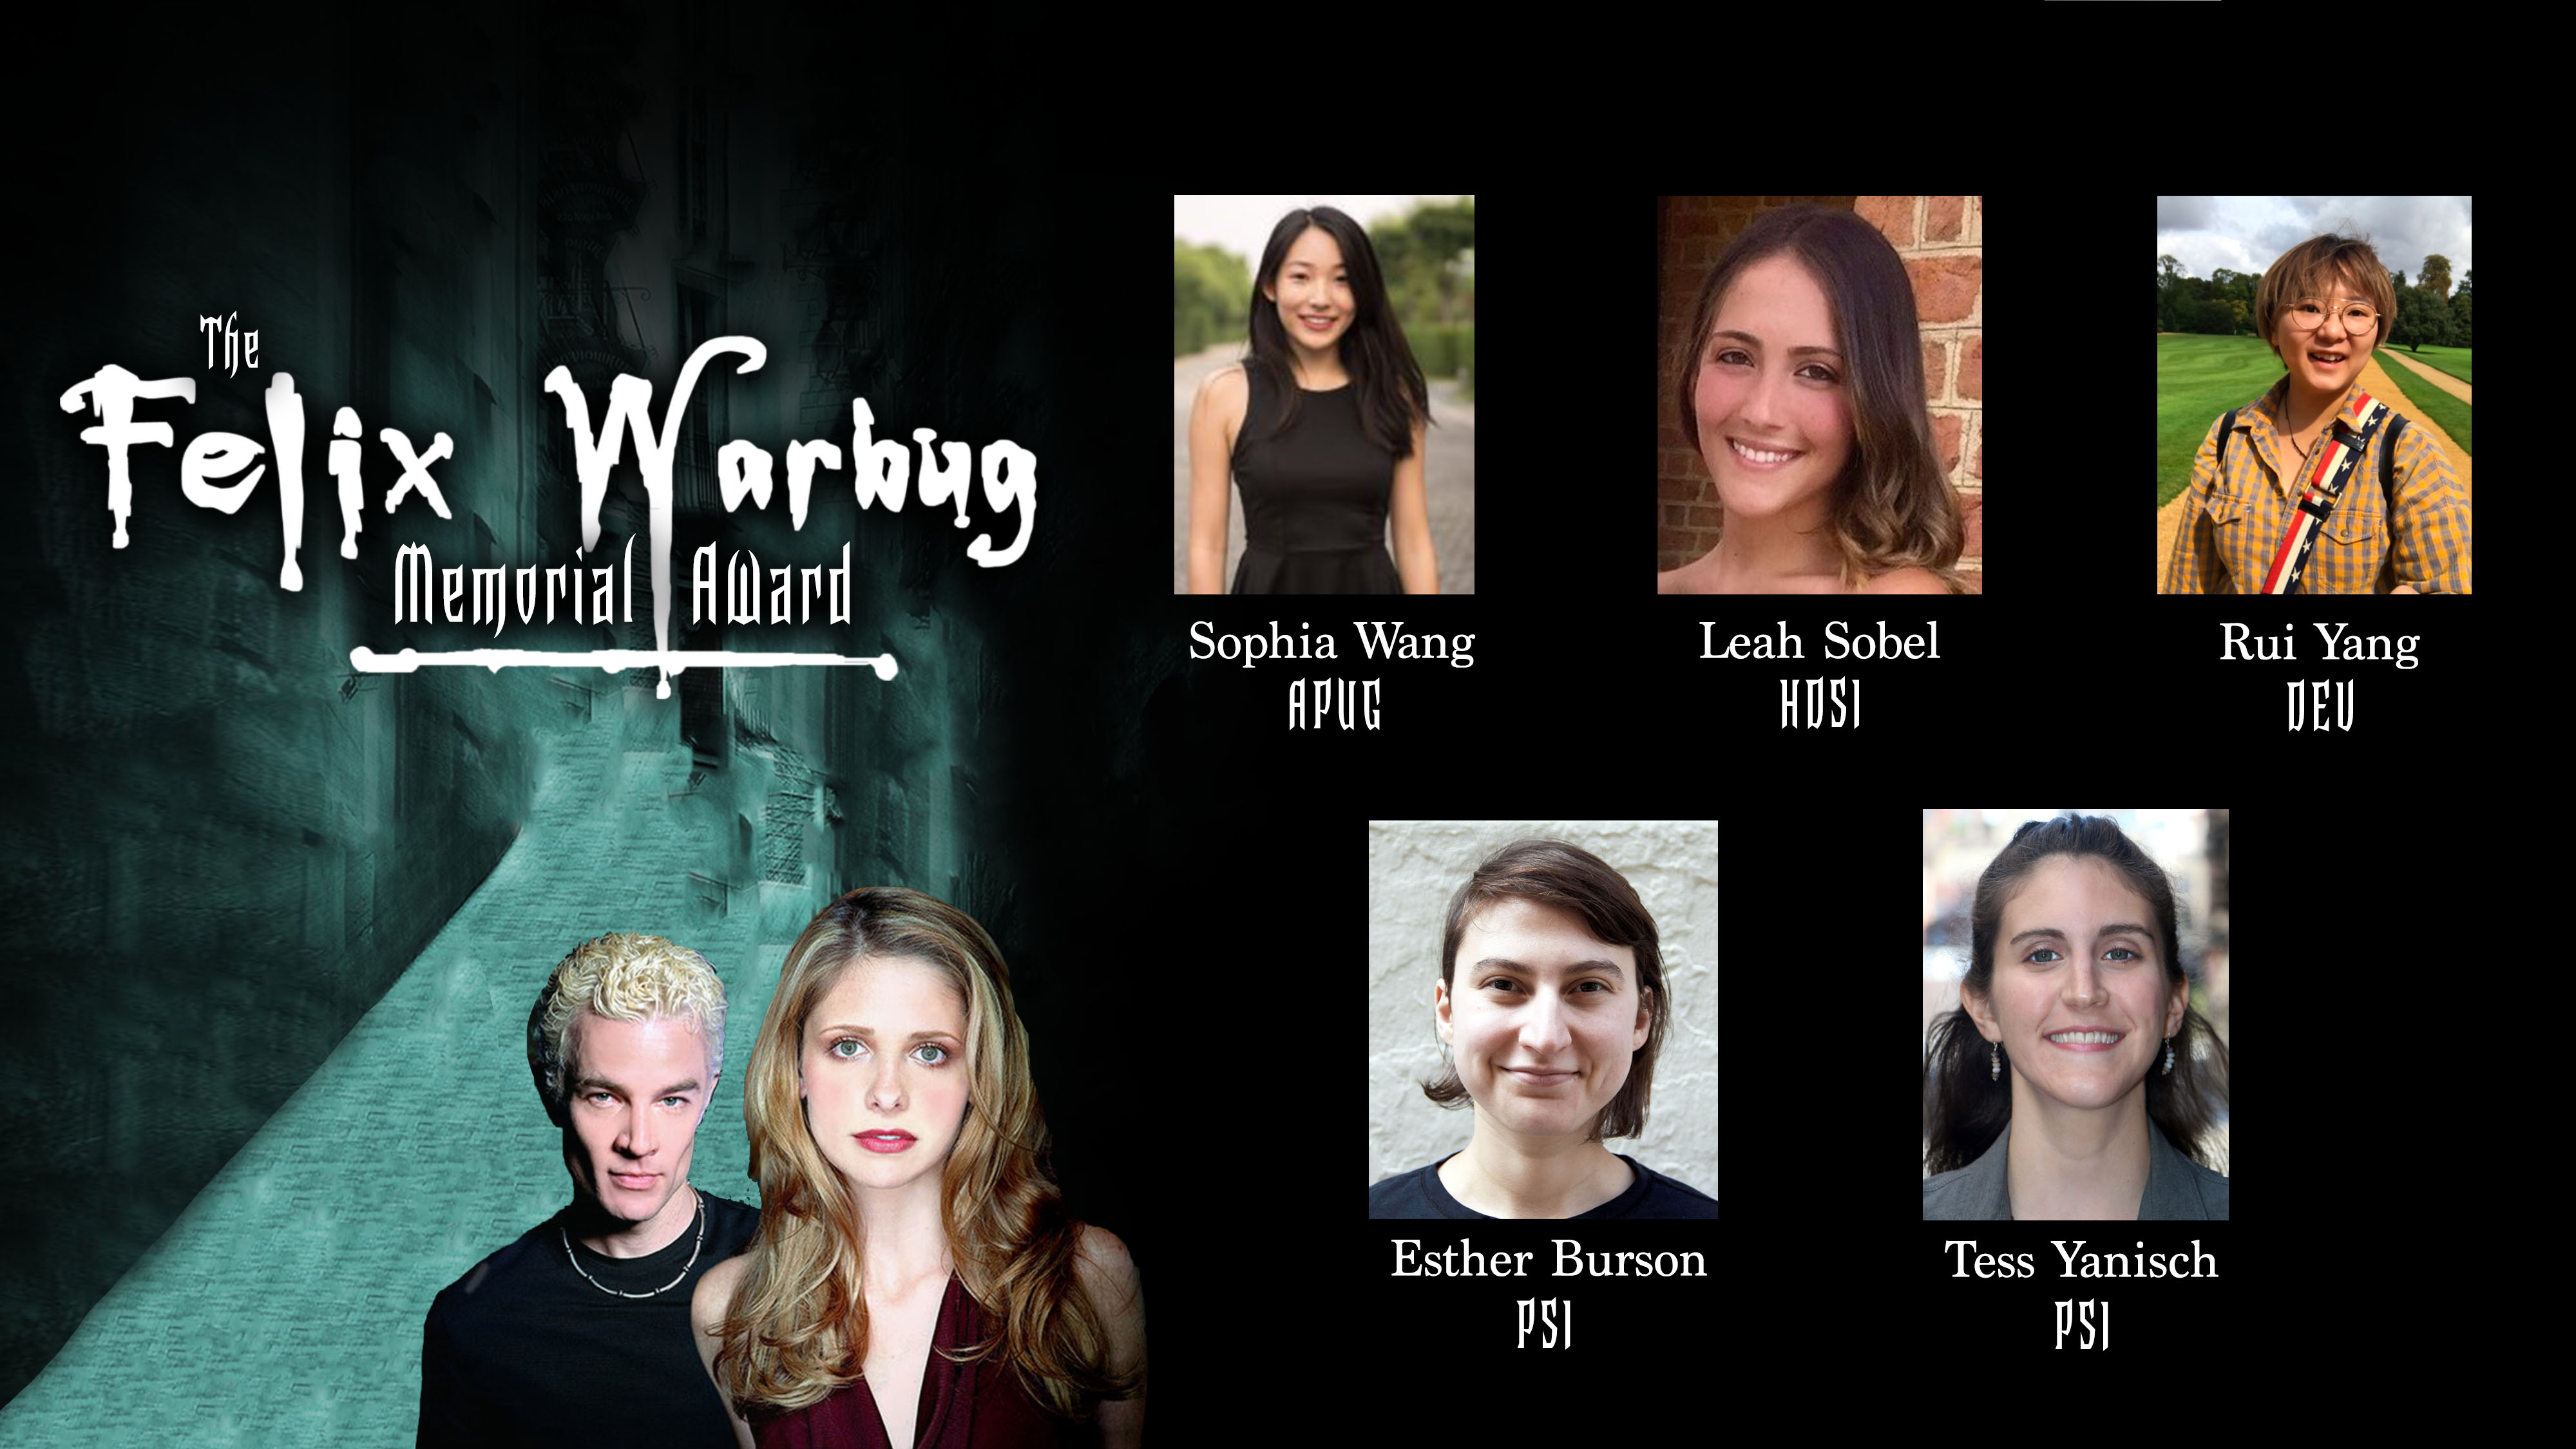 The
Felix Warbug
Memorial Award
Sophia Wang
APUG
Leah Sobel
HDSI
Rui Yang
DEV
Esther Burson
PSI
Tess Yanisch
PSI